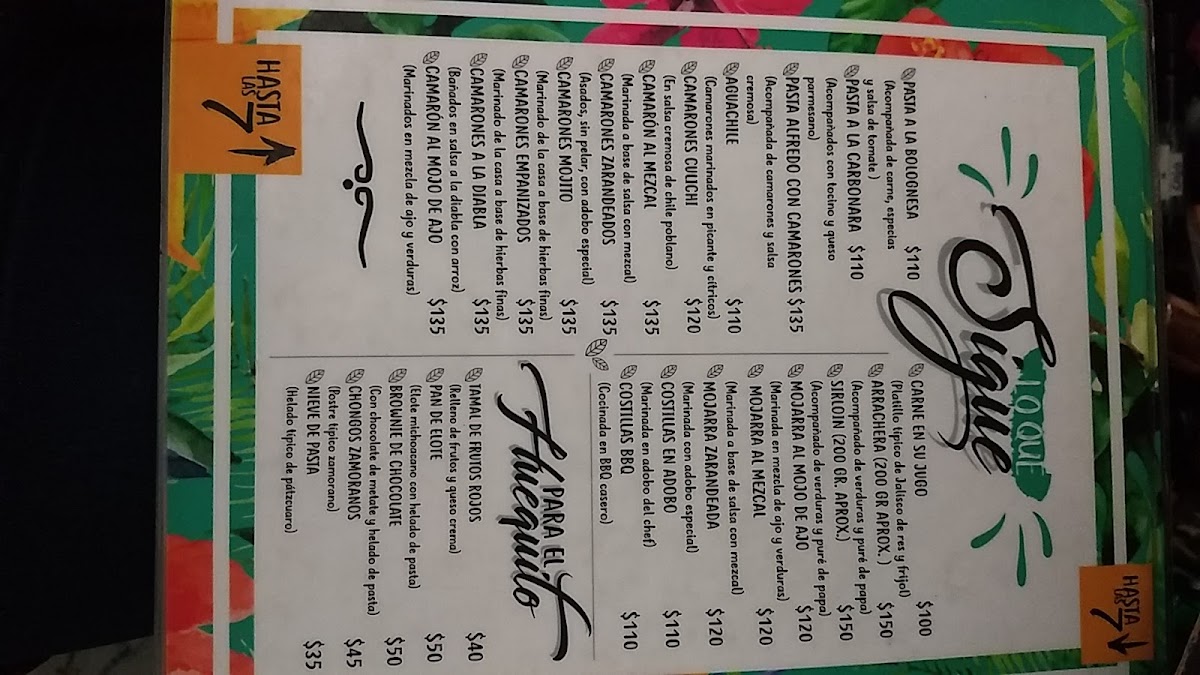 HASTA
LAS
7
LO QUE
Sigue
PASTA A LA BOLOGNESA $110
(Acompañada de carne, especias
y salsa de tomate )
PASTA A LA CARBONARA $110
(Acompañados con tocino y queso
parmesano)
PASTA ALFREDO CON CAMARONES $135
(Acompañada de camarones y salsa
cremosa)
AGUACHILE $110
(Camarones marinados en picante y cítricos)
CAMARONES CULICHI $120
(En salsa cremosa de chile poblano)
CAMARÓN AL MEZCAL $135
(Marinada a base de salsa con mezcal)
CAMARONES ZARANDEADOS $135
(Asados, sin pelar, con adobo especial)
CAMARONES MOJITO $135
(Marinado de la casa a base de hierbas finas)
CAMARONES EMPANIZADOS $135
(Marinado de la casa a base de hierbas finas)
CAMARONES A LA DIABLA $135
(Bañados en salsa a la diabla con arroz)
CAMARÓN AL MOJO DE AJO $135
(Marinados en mezcla de ajo y verduras)
CARNE EN SU JUGO $100
(Platillo típico de Jalisco de res y frijol)
ARRACHERA (200 GR APROX. ) $150
(Acompañada de verduras y puré de papa)
SIRLOIN (200 GR. APROX.) $150
(Acompañado de verduras y puré de papa)
MOJARRA AL MOJO DE AJO $120
(Marinada en mezcla de ajo y verduras)
MOJARRA AL MEZCAL $120
(Marinada a base de salsa con mezcal)
MOJARRA ZARANDEADA $120
(Marinada con adobo especial)
COSTILLAS EN ADOBO $110
(Marinada en adobo del chef)
COSTILLAS BBQ $110
(Cocinada en BBQ casero)
PARA EL
Huequito
TAMAL DE FRUTOS ROJOS $40
(Relleno de frutos y queso crema)
PAN DE ELOTE $50
(Elote michoacano con helado de pasta)
BROWNIE DE CHOCOLATE $50
(Con chocolate de metate y helado de pasta)
CHONGOS ZAMORANOS $45
(Postre típico zamorano)
NIEVE DE PASTA $35
(Helado típico de pátzcuaro)
HASTA
LAS
7